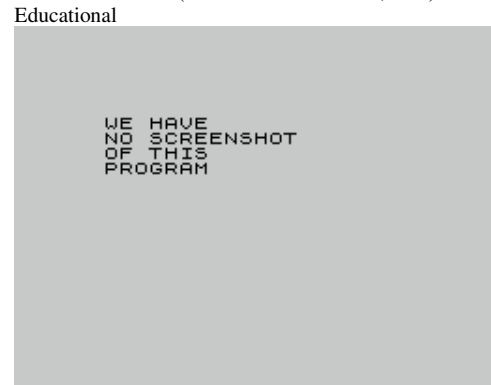 Educational
WE HAVE
NO SCREENSHOT
OF THIS
PROGRAM